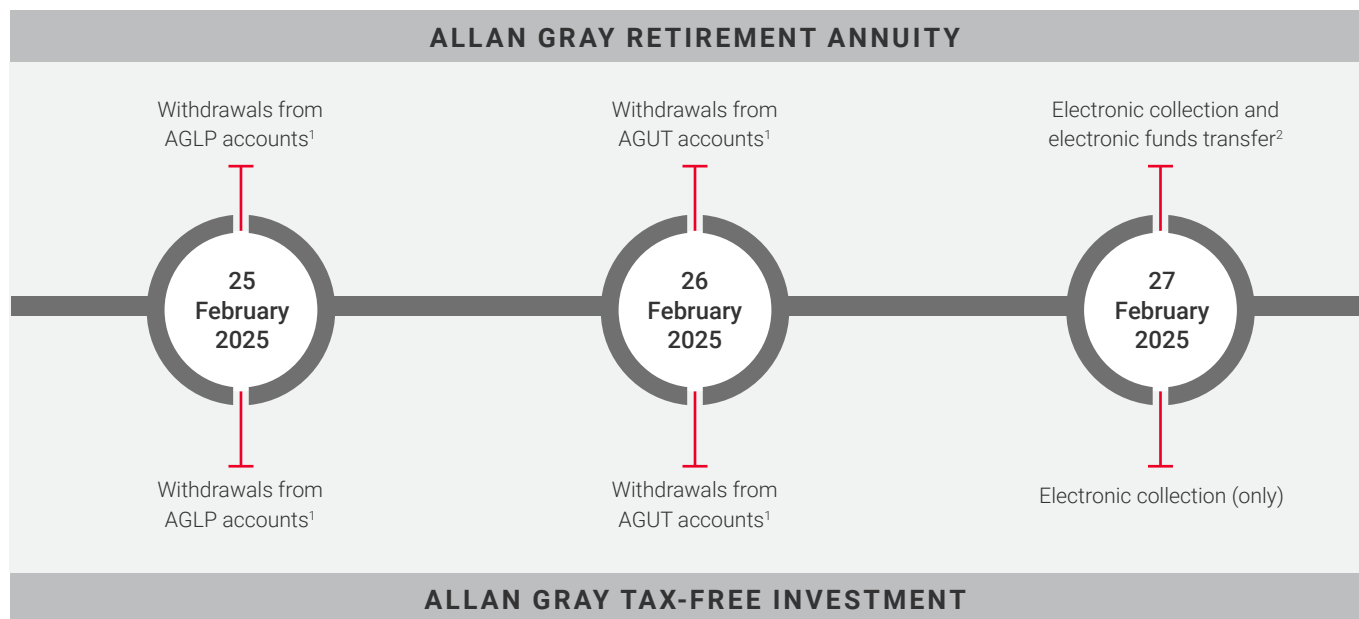 ALLAN GRAY RETIREMENT ANNUITY
Withdrawals from
AGLP accounts¹
Withdrawals from
AGUT accounts¹
Electronic collection and
electronic funds transfer²
25
February
2025
26
February
2025
27
February
2025
Withdrawals from
AGLP accounts¹
Withdrawals from
AGUT accounts¹
Electronic collection (only)
ALLAN GRAY TAX-FREE INVESTMENT